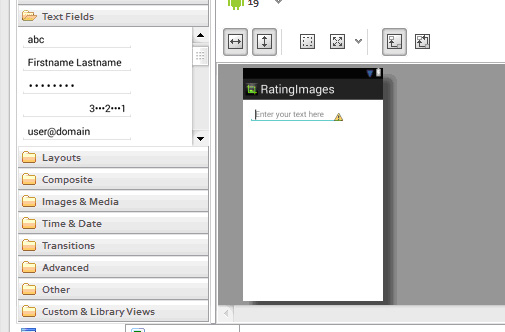 Text Fields
abc
Firstname Lastname
••••••••
3•••2•••1
user@domain
Layouts
Composite
Images & Media
Time & Date
Transitions
Advanced
Other
Custom & Library Views
19
RatingImages
Enter your text here